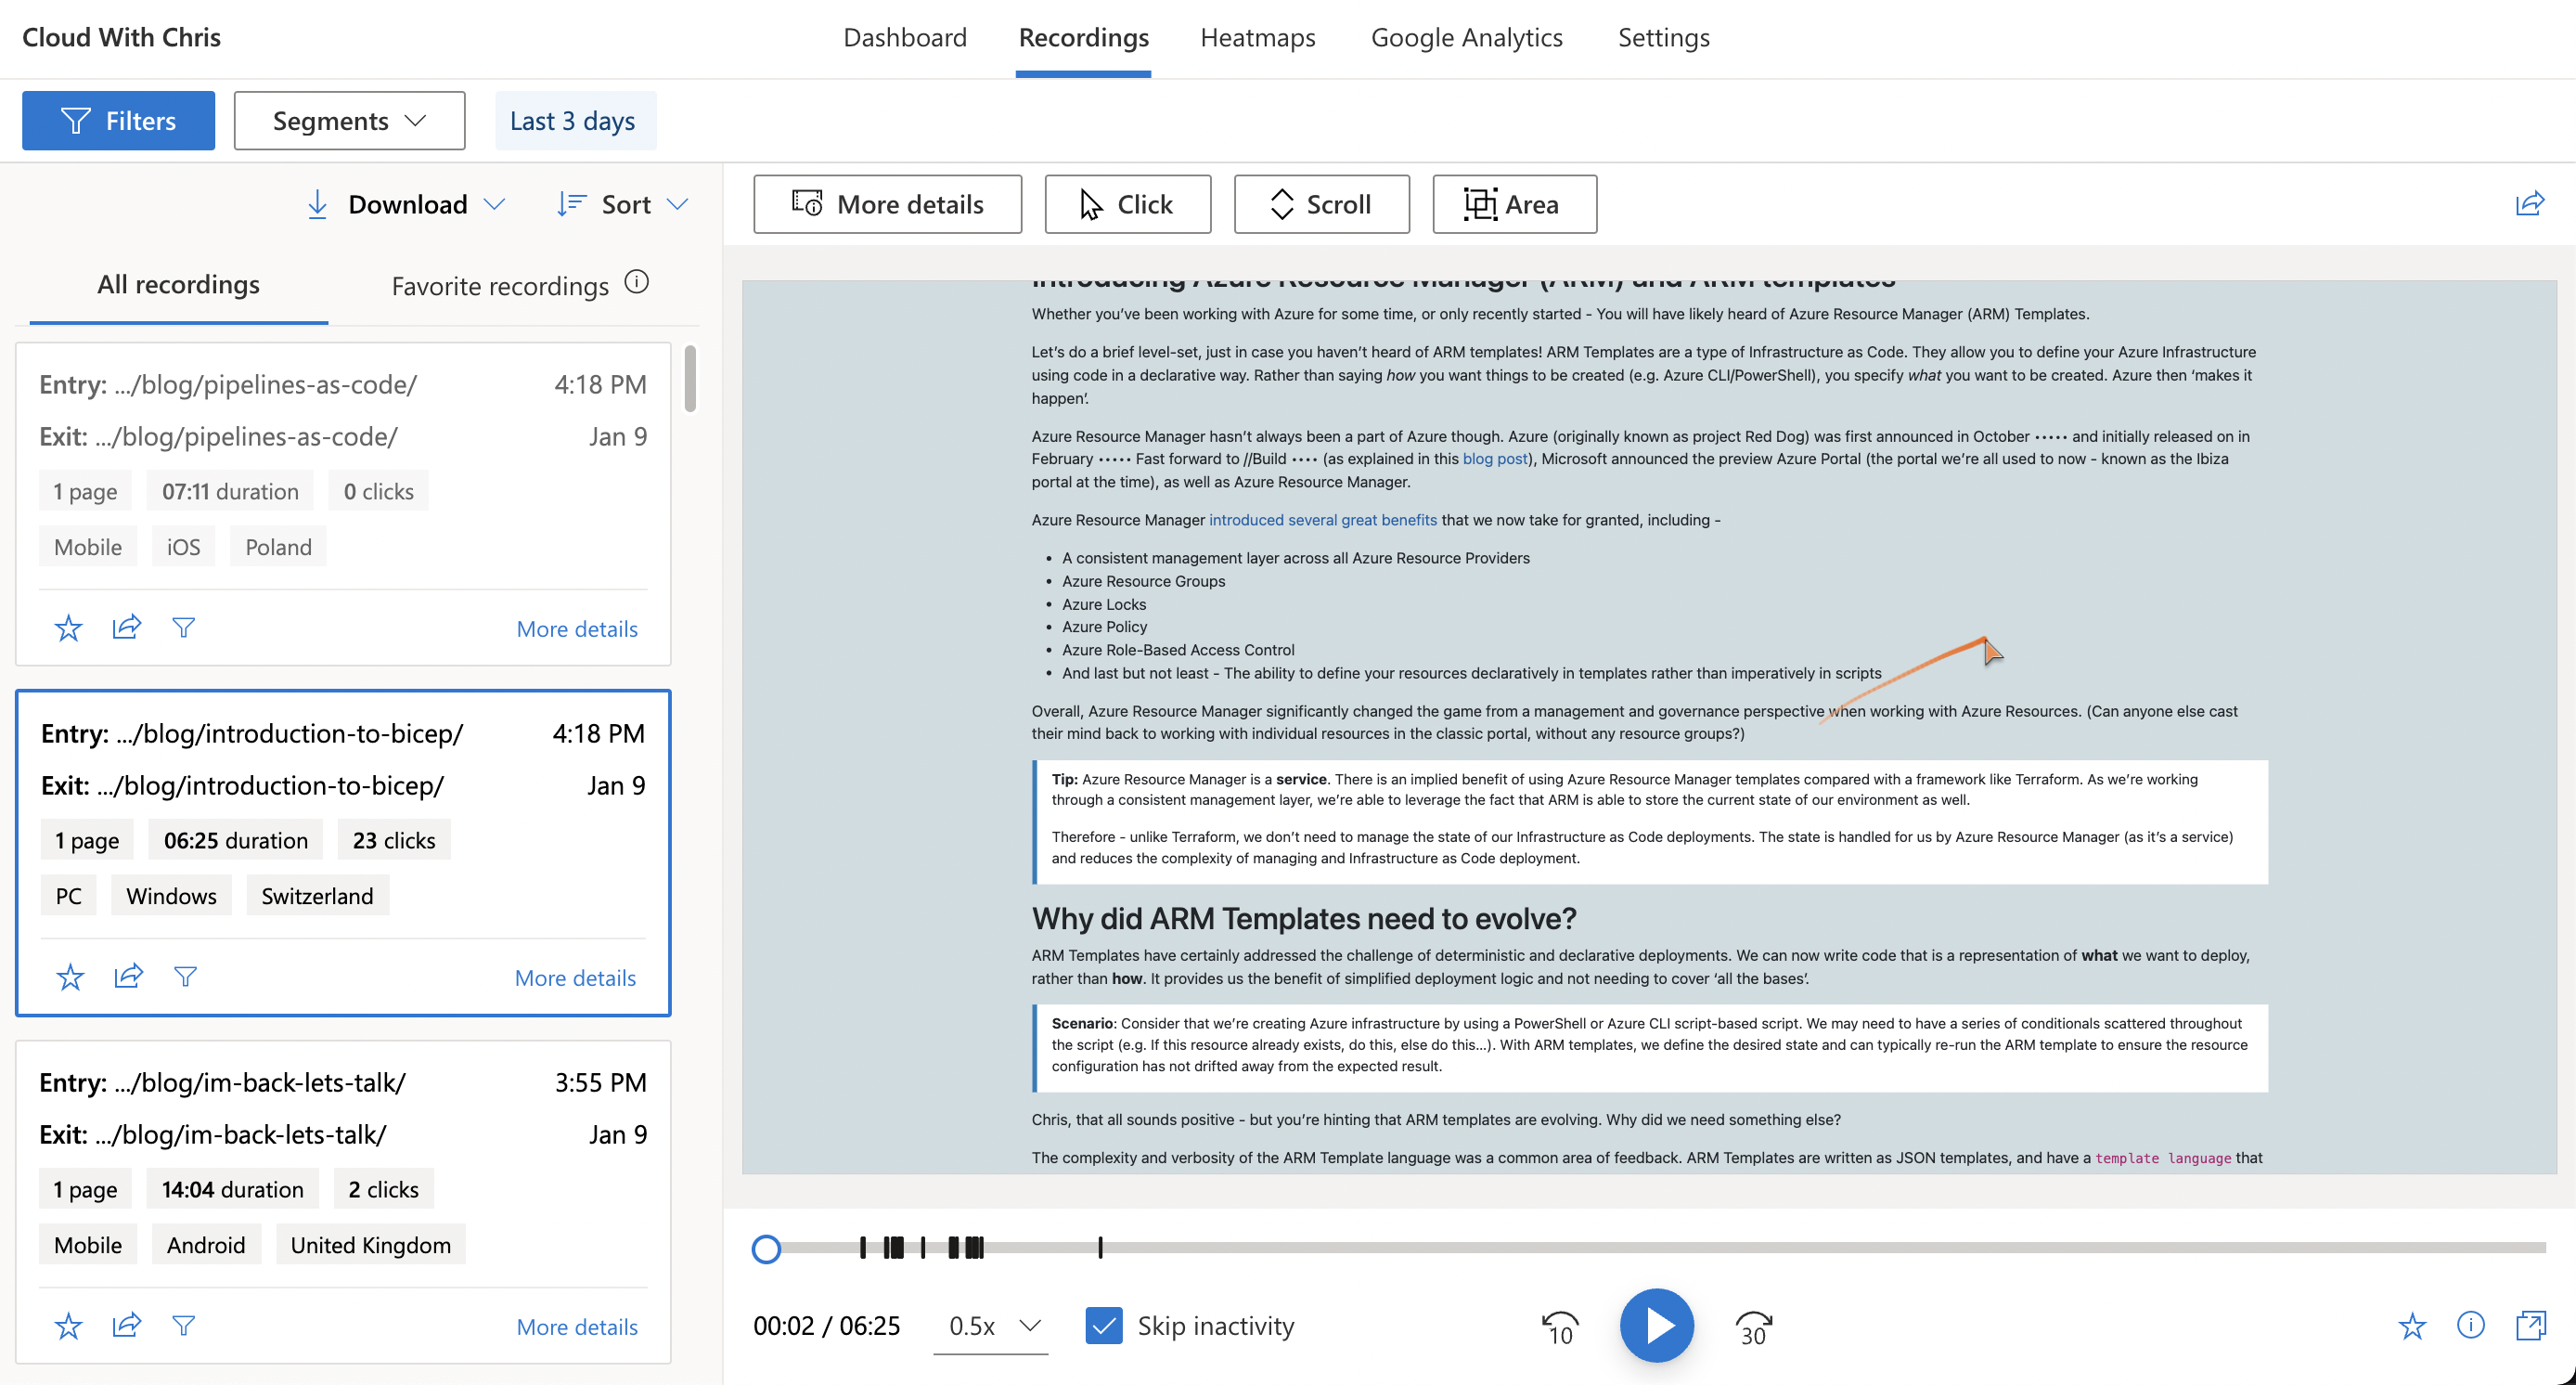 Cloud With Chris
Dashboard
Recordings
Heatmaps
Google Analytics
Settings
Filters
Segments
Last 3 days
Download
Sort
All recordings
Favorite recordings
Entry: .../blog/pipelines-as-code/
4:18 PM
Exit: .../blog/pipelines-as-code/
Jan 9
1 page
07:11 duration
0 clicks
Mobile
iOS
Poland
More details
Entry: .../blog/introduction-to-bicep/
4:18 PM
Exit: .../blog/introduction-to-bicep/
Jan 9
1 page
06:25 duration
23 clicks
PC
Windows
Switzerland
More details
Entry: .../blog/im-back-lets-talk/
3:55 PM
Exit: .../blog/im-back-lets-talk/
Jan 9
1 page
14:04 duration
2 clicks
Mobile
Android
United Kingdom
More details
More details
Click
Scroll
Area
Introducing Azure Resource Manager (ARM) and ARM templates
Whether you've been working with Azure for some time, or only recently started - You will have likely heard of Azure Resource Manager (ARM) Templates.
Let's do a brief level-set, just in case you haven't heard of ARM templates! ARM Templates are a type of Infrastructure as Code. They allow you to define your Azure Infrastructure
using code in a declarative way. Rather than saying how you want things to be created (e.g. Azure CLI/PowerShell), you specify what you want to be created. Azure then ‘makes it
happen’.
Azure Resource Manager hasn't always been a part of Azure though. Azure (originally known as project Red Dog) was first announced in October ••••• and initially released on in
February ••••• Fast forward to //Build •••• (as explained in this blog post), Microsoft announced the preview Azure Portal (the portal we're all used to now - known as the Ibiza
portal at the time), as well as Azure Resource Manager.
Azure Resource Manager introduced several great benefits that we now take for granted, including -
• A consistent management layer across all Azure Resource Providers
• Azure Resource Groups
• Azure Locks
• Azure Policy
• Azure Role-Based Access Control
• And last but not least - The ability to define your resources declaratively in templates rather than imperatively in scripts
Overall, Azure Resource Manager significantly changed the game from a management and governance perspective when working with Azure Resources. (Can anyone else cast
their mind back to working with individual resources in the classic portal, without any resource groups?)
Tip: Azure Resource Manager is a service. There is an implied benefit of using Azure Resource Manager templates compared with a framework like Terraform. As we're working
through a consistent management layer, we're able to leverage the fact that ARM is able to store the current state of our environment as well.
Therefore - unlike Terraform, we don't need to manage the state of our Infrastructure as Code deployments. The state is handled for us by Azure Resource Manager (as it's a service)
and reduces the complexity of managing and Infrastructure as Code deployment.
Why did ARM Templates need to evolve?
ARM Templates have certainly addressed the challenge of deterministic and declarative deployments. We can now write code that is a representation of what we want to deploy,
rather than how. It provides us the benefit of simplified deployment logic and not needing to cover ‘all the bases’.
Scenario: Consider that we're creating Azure infrastructure by using a PowerShell or Azure CLI script-based script. We may need to have a series of conditionals scattered throughout
the script (e.g. If this resource already exists, do this, else do this...). With ARM templates, we define the desired state and can typically re-run the ARM template to ensure the resource
configuration has not drifted away from the expected result.
Chris, that all sounds positive - but you're hinting that ARM templates are evolving. Why did we need something else?
The complexity and verbosity of the ARM Template language was a common area of feedback. ARM Templates are written as JSON templates, and have a template language that
00:02 / 06:25
0.5x
Skip inactivity
10
30